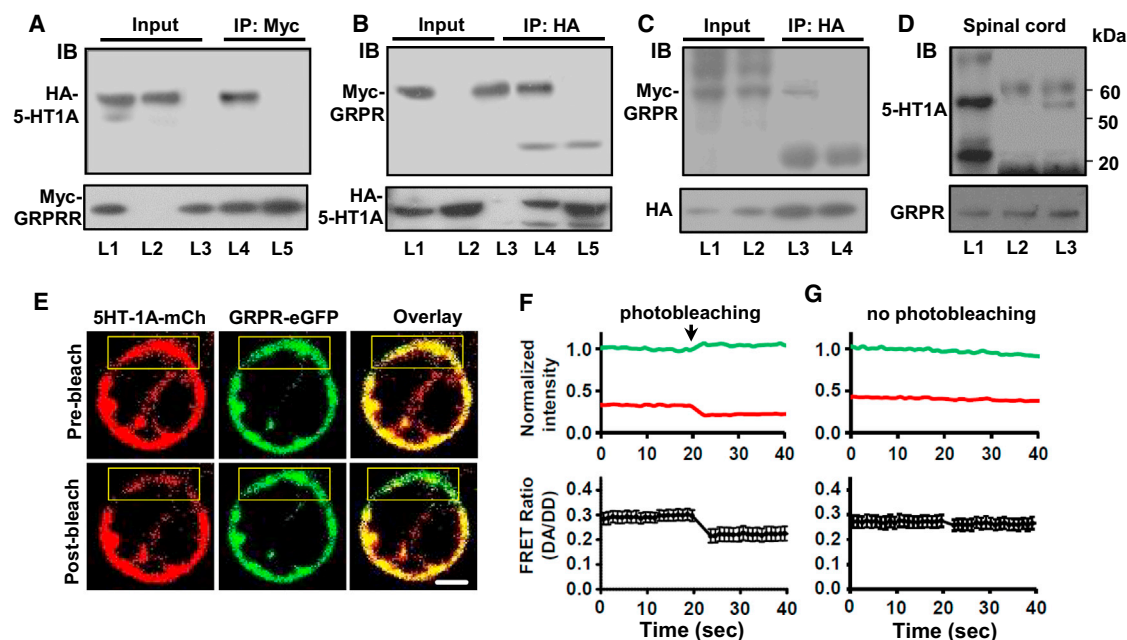 A
Input
IP: Myc
IB
HA-
5-HT1A
Myc-
GRPRR
L1 L2 L3 L4 L5
B
Input
IP: HA
IB
Myc-
GRPR
HA-
5-HT1A
L1 L2 L3 L4 L5
C
Input
IP: HA
IB
Myc-
GRPR
HA
L1 L2 L3 L4
D
Spinal cord
kDa
IB
5-HT1A
60
50
20
GRPR
L1 L2 L3
E
5HT-1A-mCh GRPR-eGFP Overlay
Pre-bleach
Post-bleach
F
photobleaching
Normalized
intensity
1.0
0.5
0.0
0 10 20 30 40
FRET Ratio
(DA/DD)
0.4
0.3
0.2
0.1
0.0
0 10 20 30 40
Time (sec)
G
no photobleaching
1.0
0.5
0.0
0 10 20 30 40
0.4
0.3
0.2
0.1
0.0
0 10 20 30 40
Time (sec)